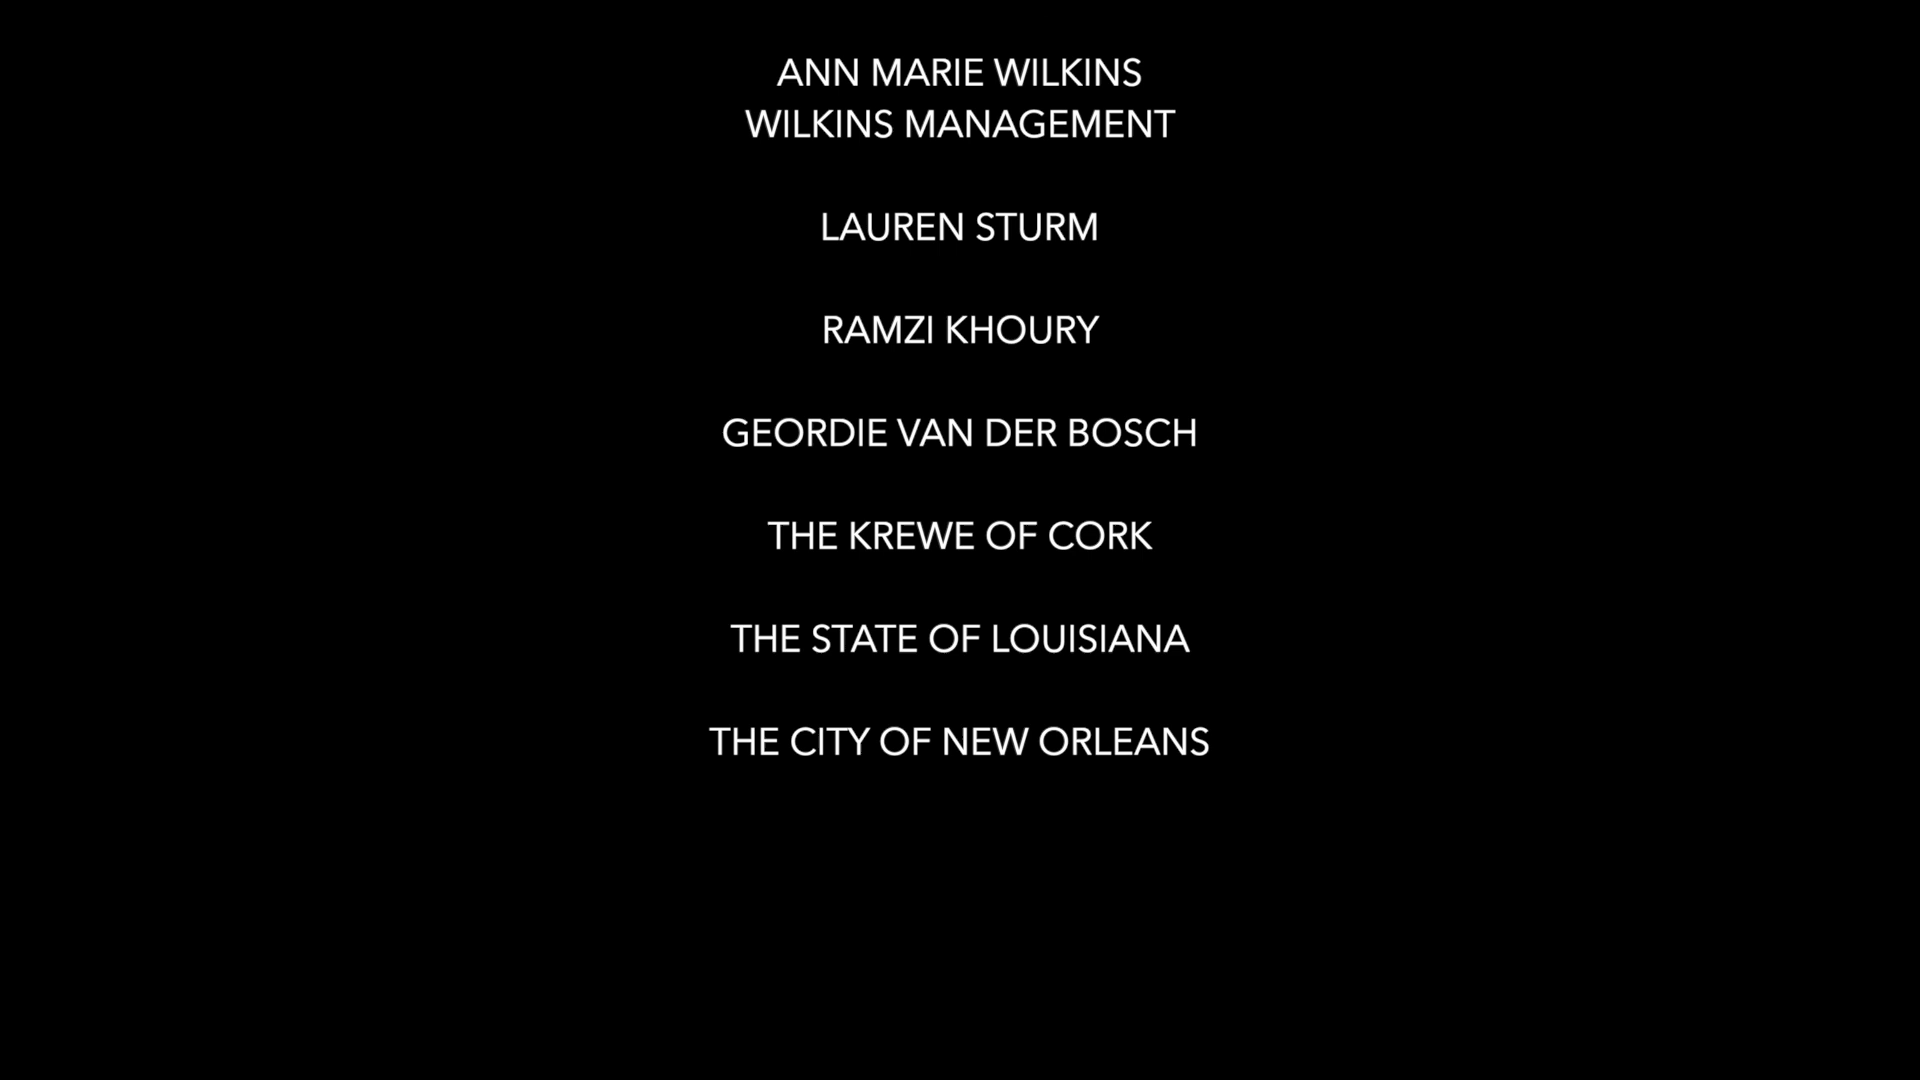 ANN MARIE WILKINS
WILKINS MANAGEMENT
LAUREN STURM
RAMZI KHOURY
GEORDIE VAN DER BOSCH
THE KREWE OF CORK
THE STATE OF LOUISIANA
THE CITY OF NEW ORLEANS